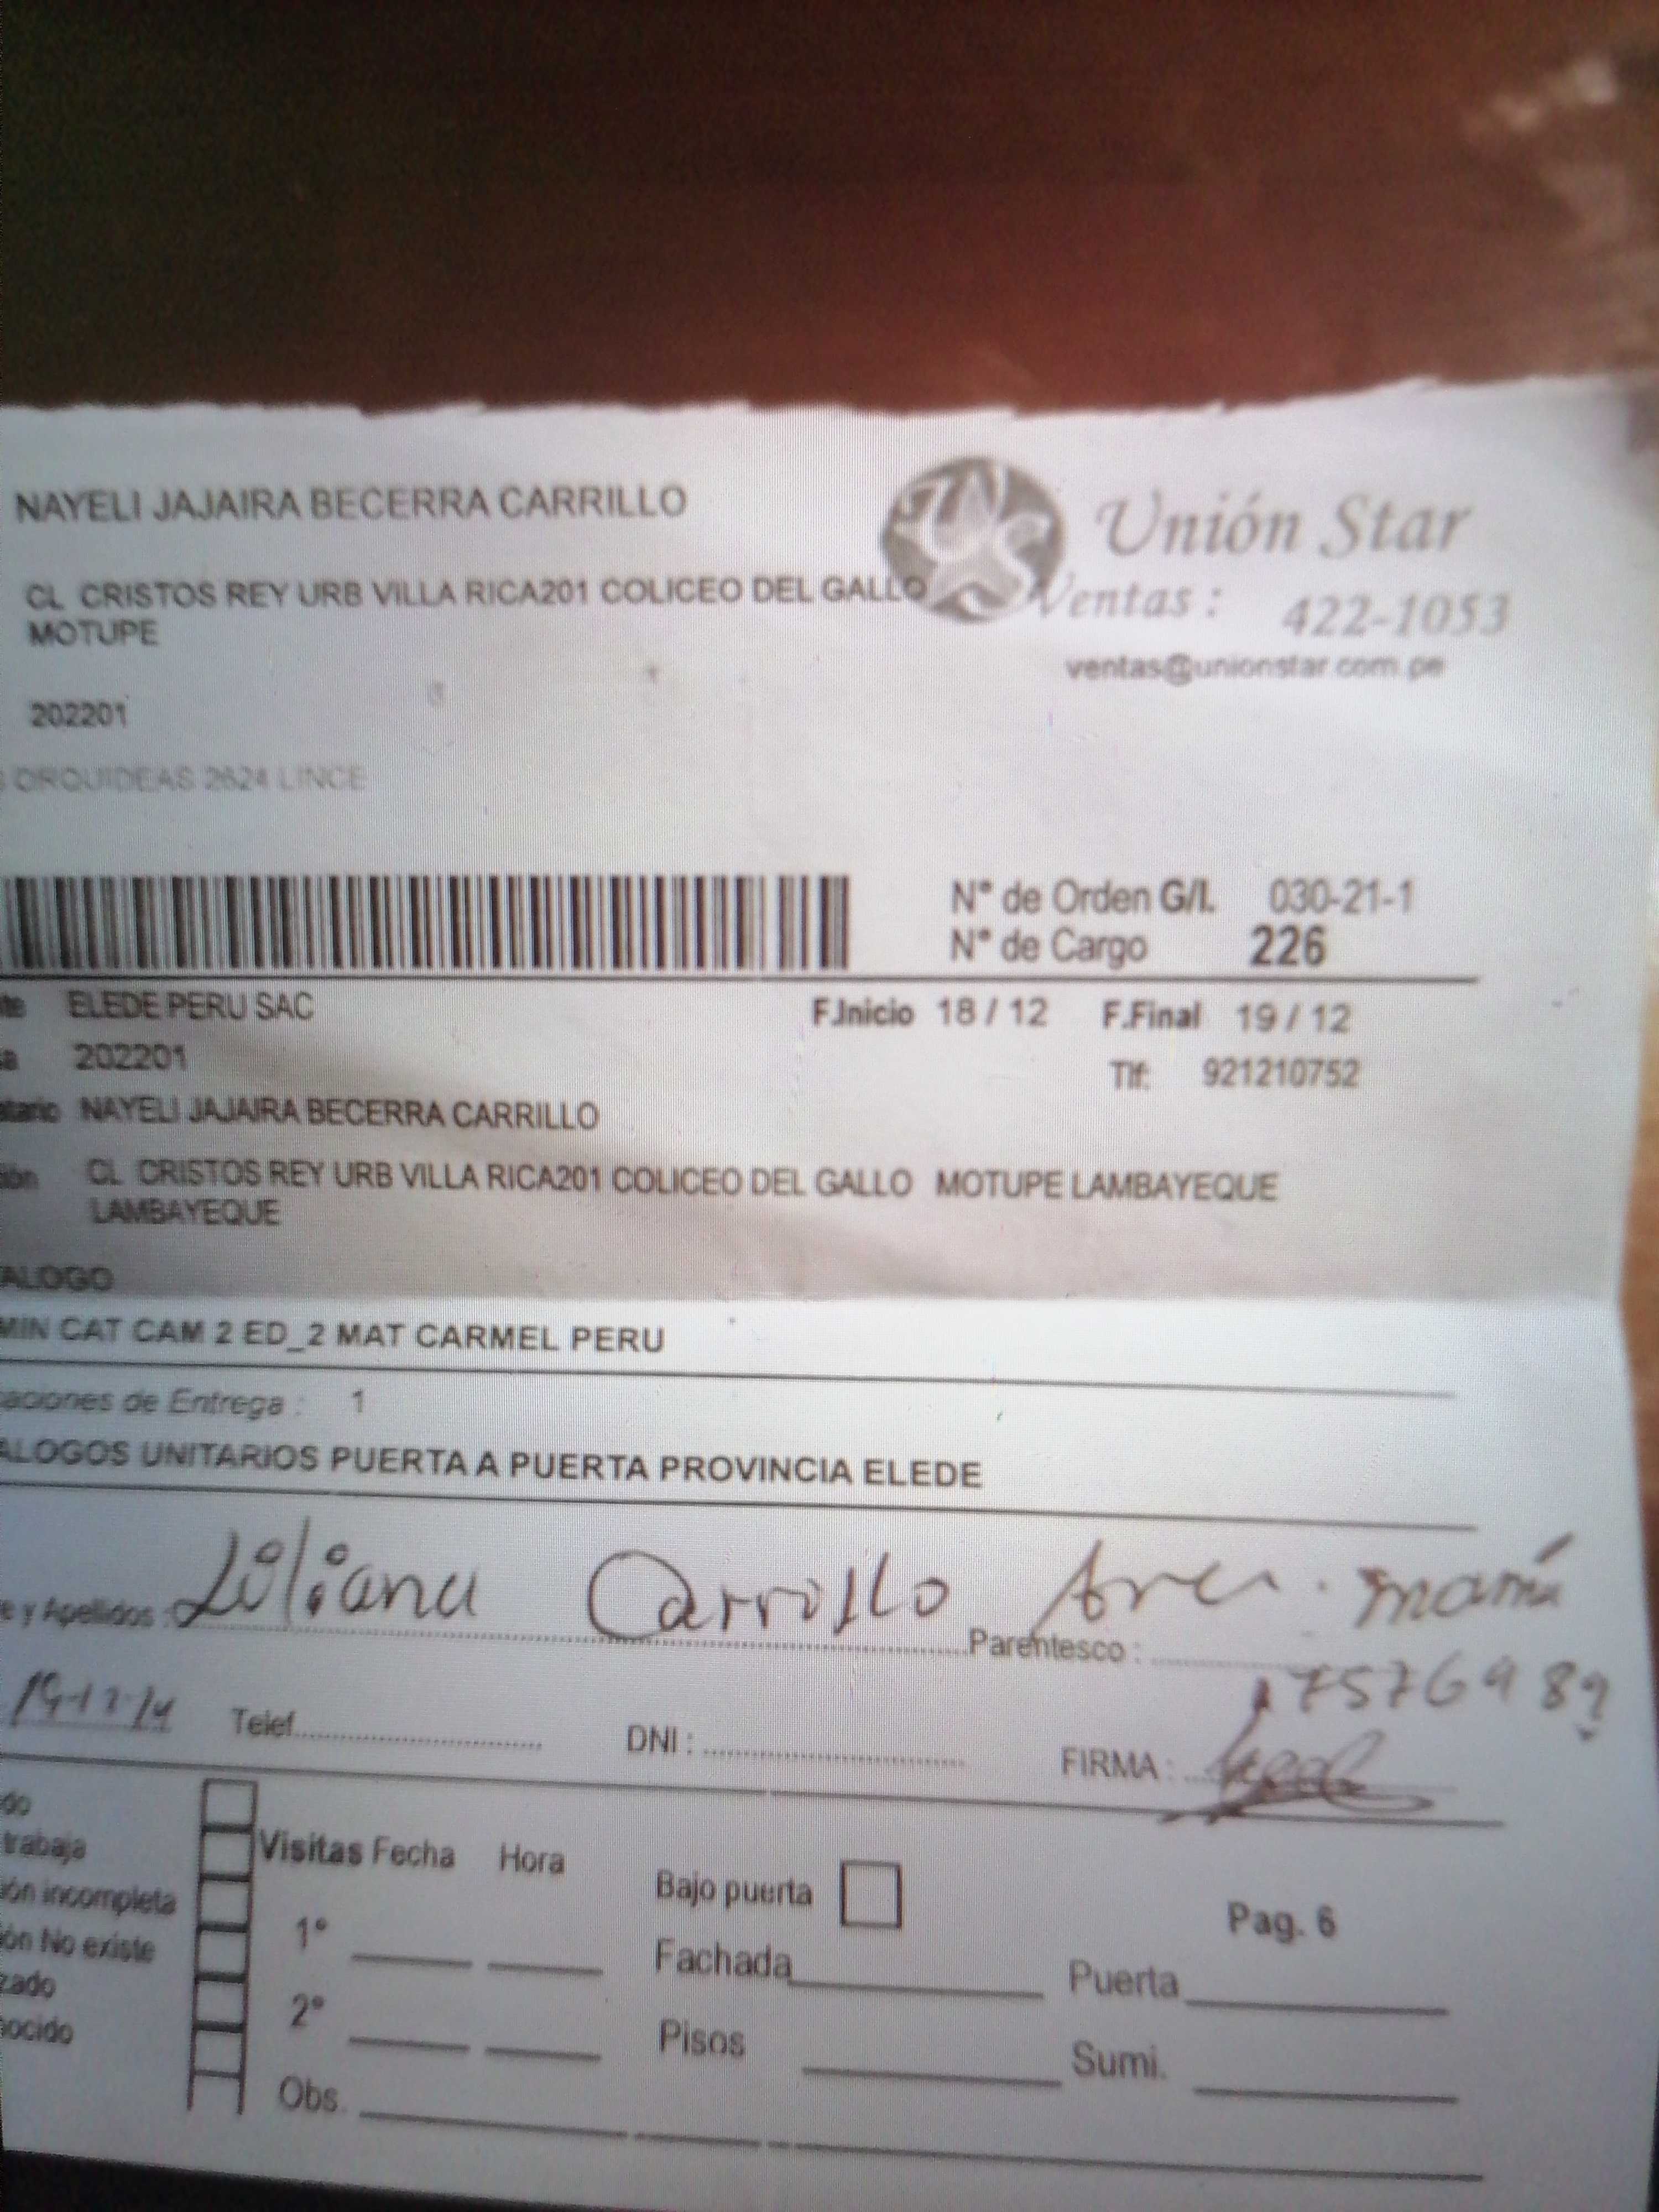 NAYELI JAJAIRA BECERRA CARRILLO
Unión Star
CL CRISTOS REY URB VILLA RICA201 COLICEO DEL GALLO
Ventas : 422-1053
MOTUPE
ventas@unionstar.com.pe
202201
ORQUIDEAS 2624 LINCE
N° de Orden G/I. 030-21-1
N° de Cargo 226
ELEDE PERU SAC F.Inicio 18 / 12 F.Final 19 / 12
202201 Tlf: 921210752
NAYELI JAJAIRA BECERRA CARRILLO
CL CRISTOS REY URB VILLA RICA201 COLICEO DEL GALLO MOTUPE LAMBAYEQUE
LAMBAYEQUE
ALOGO
MIN CAT CAM 2 ED_2 MAT CARMEL PERU
aciones de Entrega : 1
ALOGOS UNITARIOS PUERTA A PUERTA PROVINCIA ELEDE
e y Apellidos : Liliana Carrillo Parentesco : mamá
Telef. DNI : FIRMA :
do
trabaja
ión incompleta
ión No existe
zado
ocido
Visitas Fecha Hora
1°
2°
Obs.
Bajo puerta
Fachada
Pisos
Pag. 6
Puerta
Sumi.